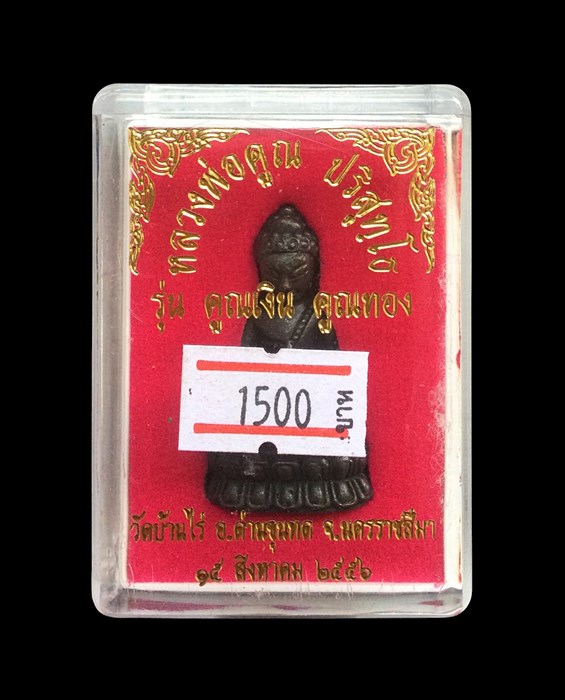 หลวงพ่อคูณ ปริสุทฺโธ
รุ่น คูณเงิน คูณทอง
1500 บาท
วัดบ้านไร่ อ.ด่านขุนทด จ.นครราชสีมา
๑๕ สิงหาคม ๒๕๕๖